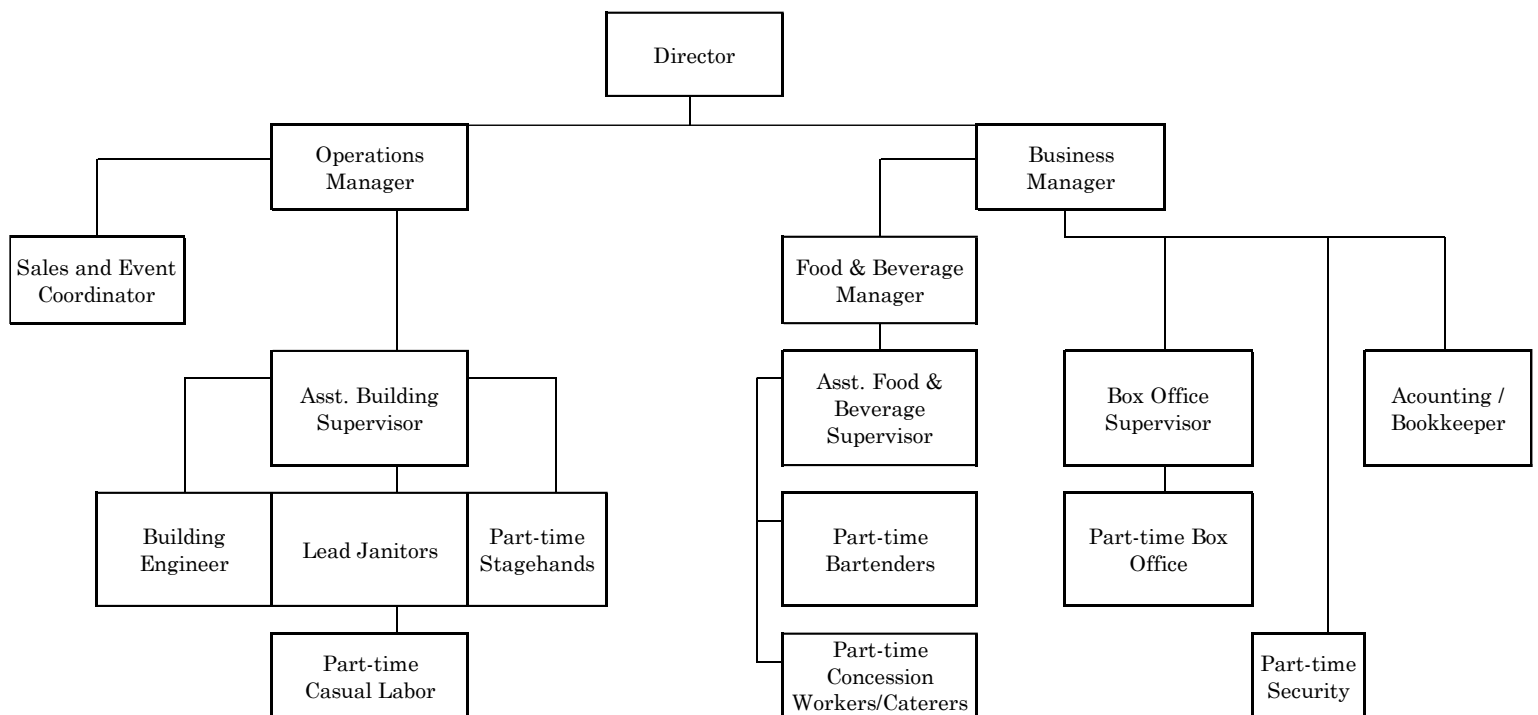 Director
Operations
Manager
Business
Manager
Sales and Event
Coordinator
Food & Beverage
Manager
Asst. Building
Supervisor
Asst. Food &
Beverage
Supervisor
Box Office
Supervisor
Acounting /
Bookkeeper
Building
Engineer
Lead Janitors
Part-time
Stagehands
Part-time
Bartenders
Part-time Box
Office
Part-time
Casual Labor
Part-time
Concession
Workers/Caterers
Part-time
Security